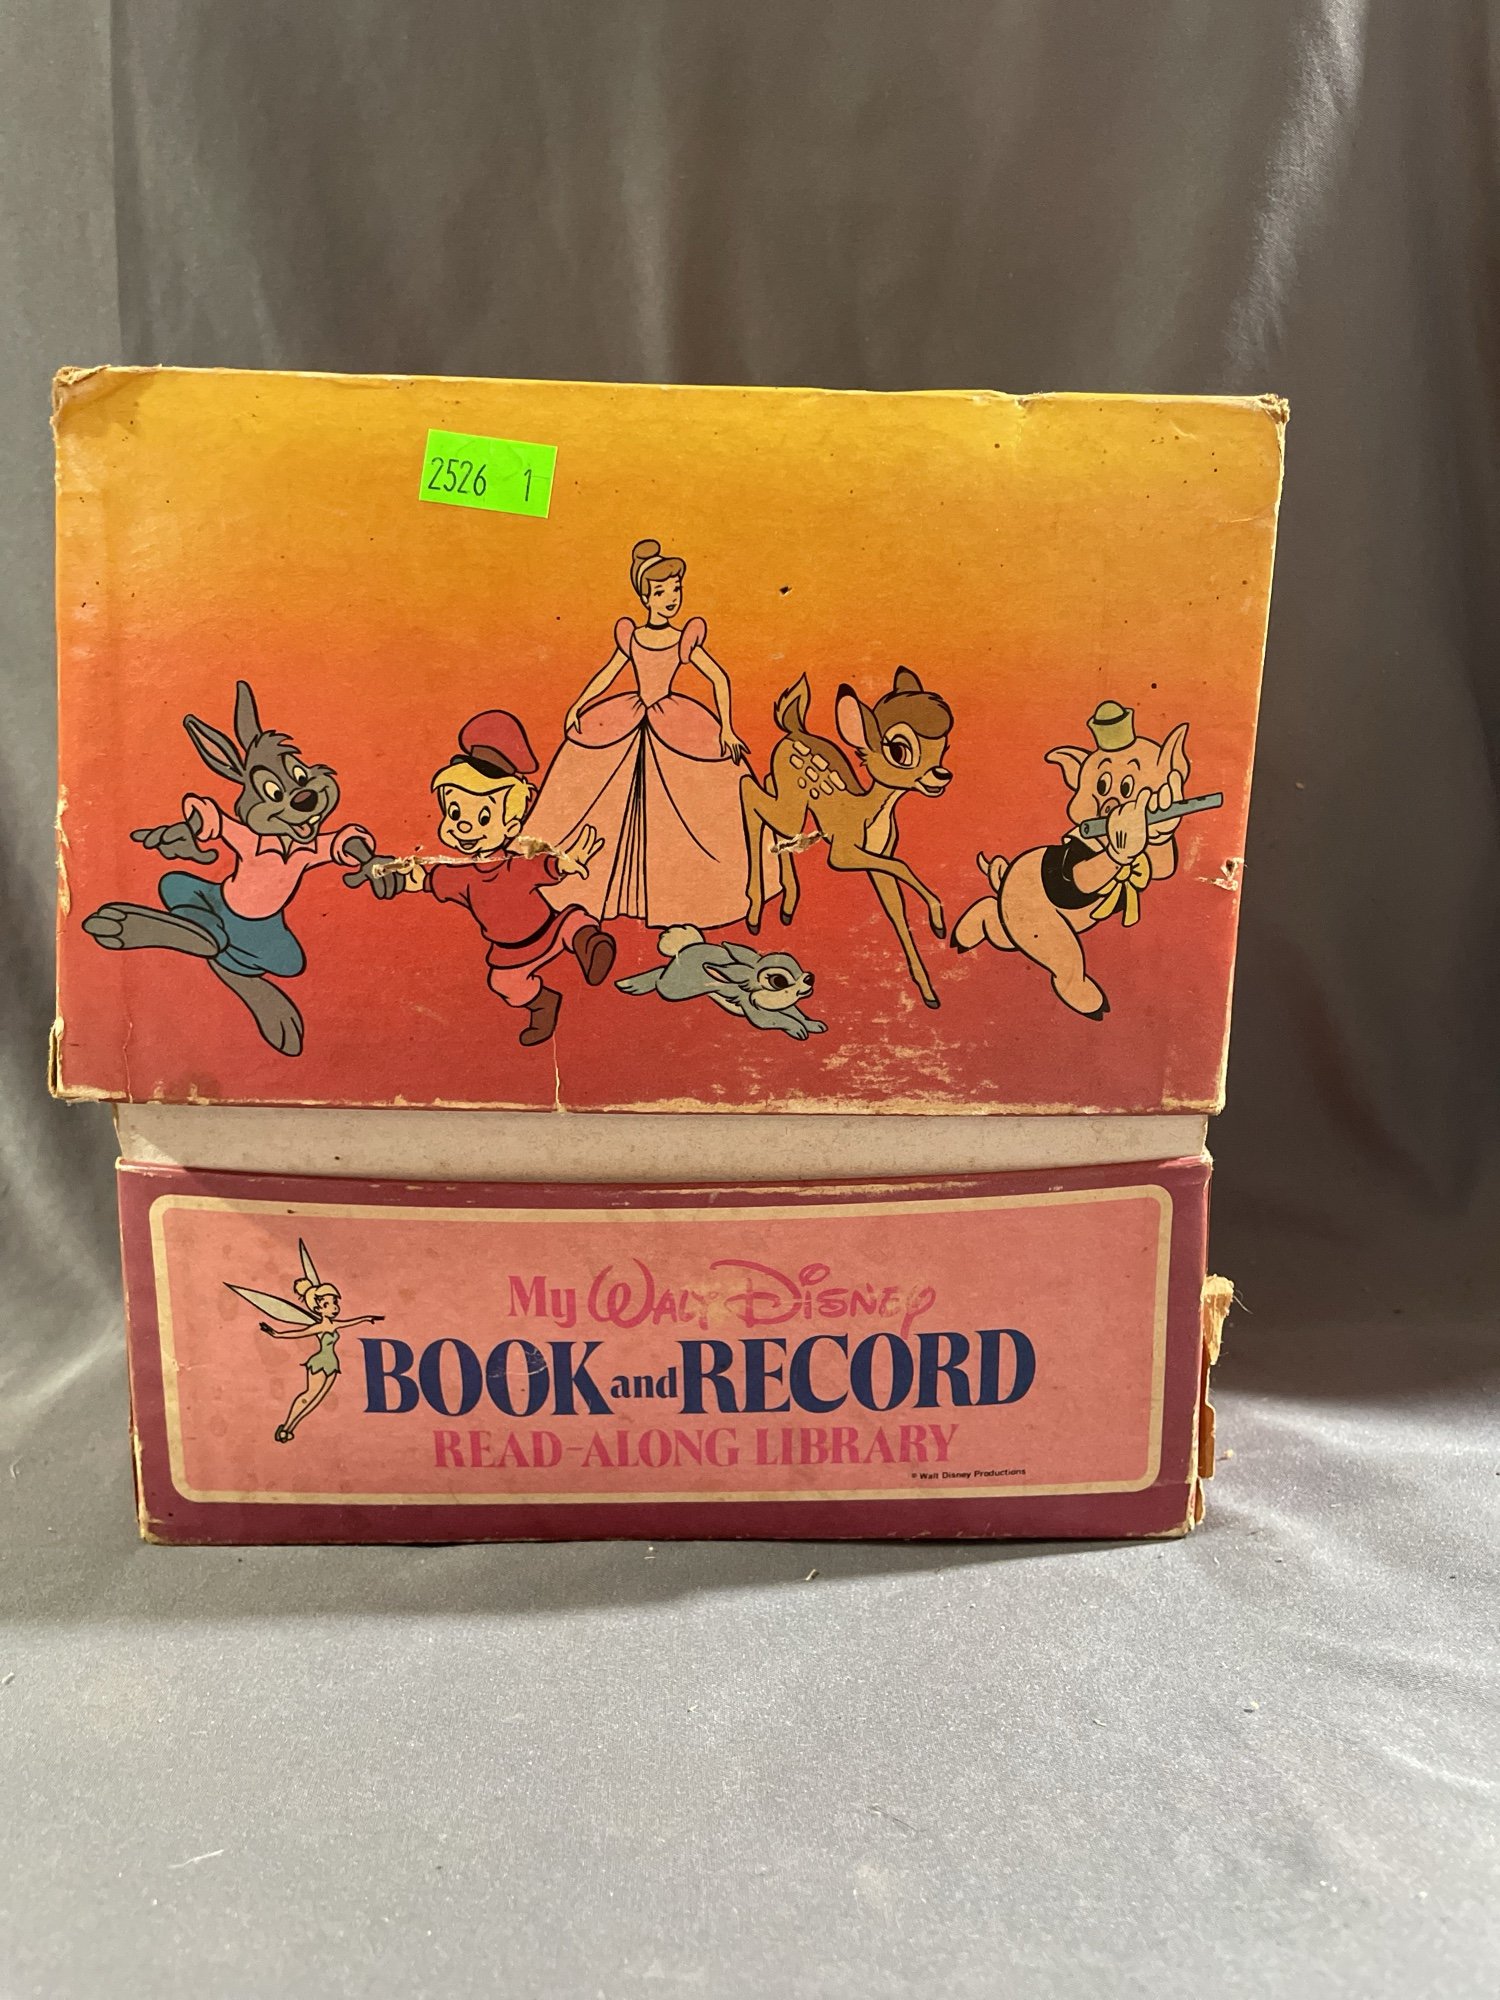 2526 1
My WALT DISNEY
BOOK and RECORD
READ-ALONG LIBRARY
© Walt Disney Productions